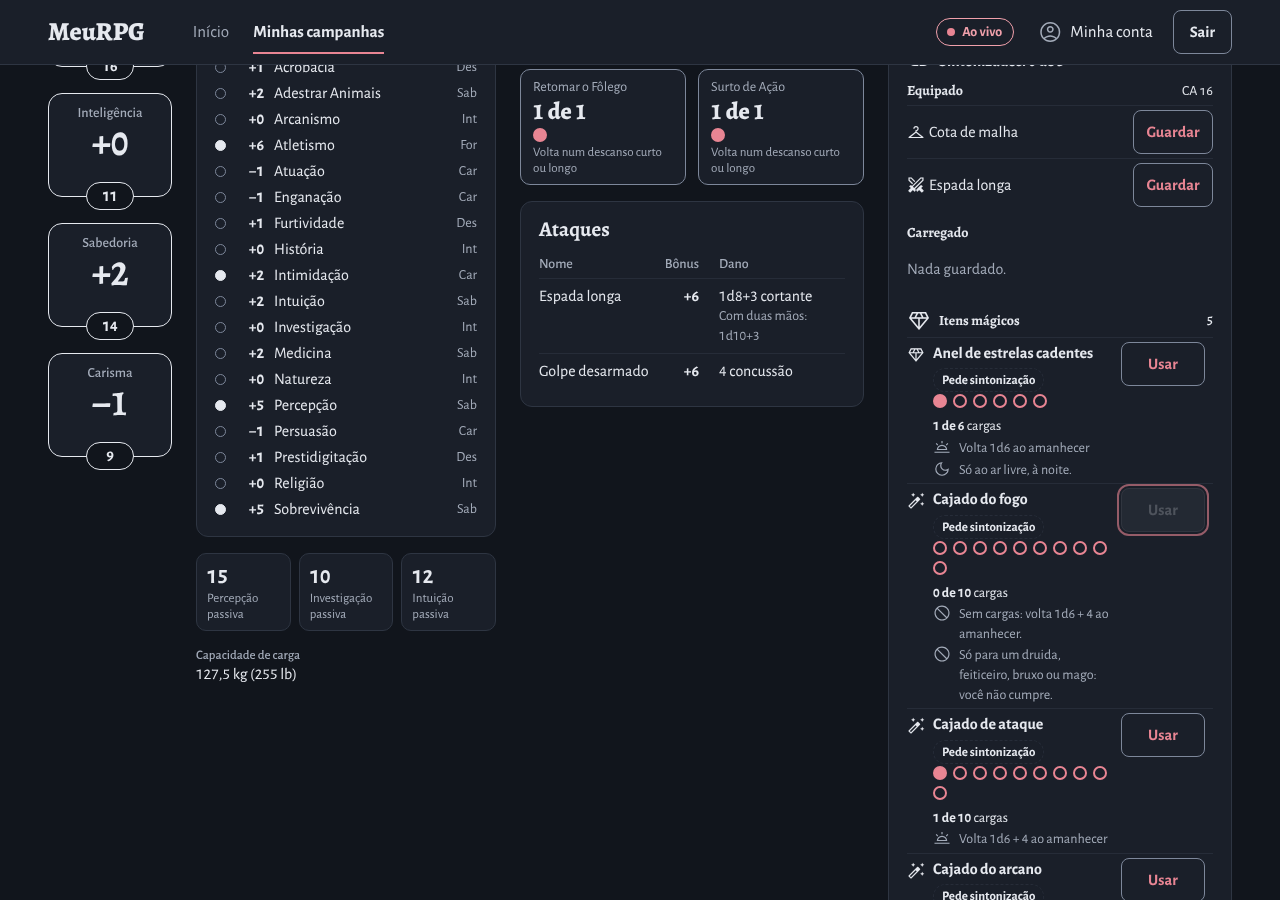 MeuRPG
Início
Minhas campanhas
Ao vivo
Minha conta
Sair
16
Inteligência
+0
11
Sabedoria
+2
14
Carisma
−1
9
+1 Acrobacia Des
+2 Adestrar Animais Sab
+0 Arcanismo Int
+6 Atletismo For
−1 Atuação Car
−1 Enganação Car
+1 Furtividade Des
+0 História Int
+2 Intimidação Car
+2 Intuição Sab
+0 Investigação Int
+2 Medicina Sab
+0 Natureza Int
+5 Percepção Sab
−1 Persuasão Car
+1 Prestidigitação Des
+0 Religião Int
+5 Sobrevivência Sab
15
Percepção
passiva
10
Investigação
passiva
12
Intuição
passiva
Capacidade de carga
127,5 kg (255 lb)
Retomar o Fôlego
1 de 1
Volta num descanso curto
ou longo
Surto de Ação
1 de 1
Volta num descanso curto
ou longo
Ataques
Nome Bônus Dano
Espada longa +6 1d8+3 cortante
Com duas mãos:
1d10+3
Golpe desarmado +6 4 concussão
Equipado CA 16
Cota de malha Guardar
Espada longa Guardar
Carregado
Nada guardado.
Itens mágicos 5
Anel de estrelas cadentes Usar
Pede sintonização
1 de 6 cargas
Volta 1d6 ao amanhecer
Só ao ar livre, à noite.
Cajado do fogo Usar
Pede sintonização
0 de 10 cargas
Sem cargas: volta 1d6 + 4 ao
amanhecer.
Só para um druida,
feiticeiro, bruxo ou mago:
você não cumpre.
Cajado de ataque Usar
Pede sintonização
1 de 10 cargas
Volta 1d6 + 4 ao amanhecer
Cajado do arcano Usar
Pede sintonização